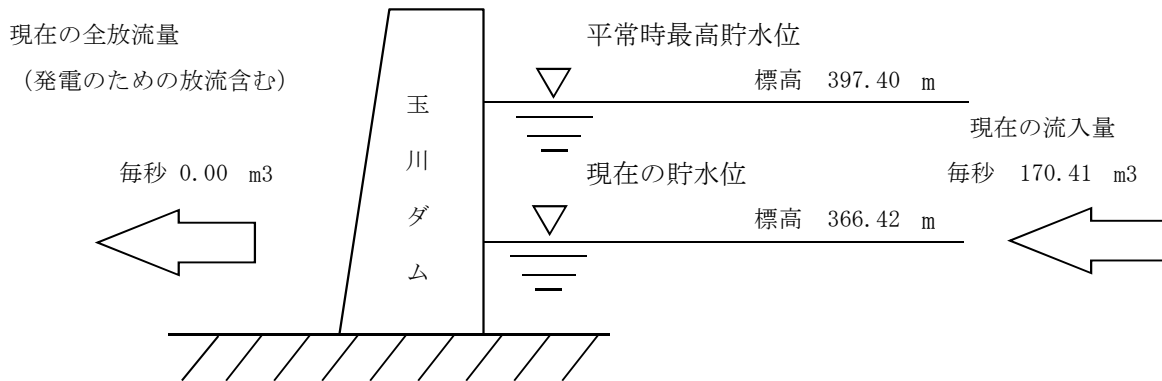 現在の全放流量
（発電のための放流含む）
毎秒 0.00 m3
玉川ダム
平常時最高貯水位
標高 397.40 m
現在の貯水位
標高 366.42 m
現在の流入量
毎秒 170.41 m3